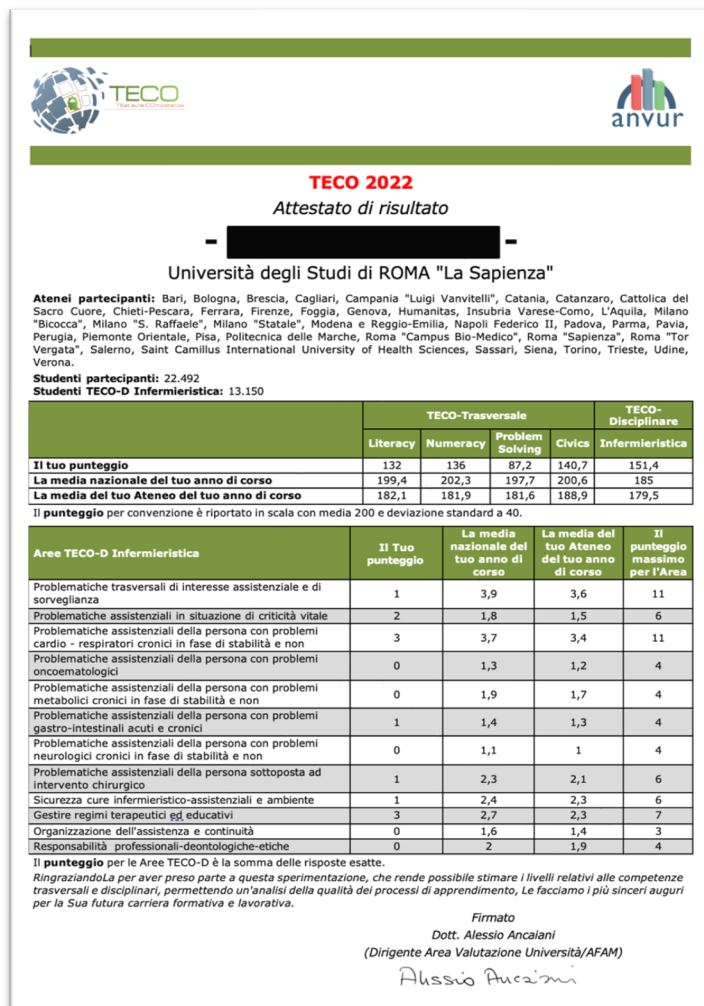 TECO
TEst sulle COmpetenze
anvur
TECO 2022
Attestato di risultato
Università degli Studi di ROMA "La Sapienza"
Atenei partecipanti: Bari, Bologna, Brescia, Cagliari, Campania "Luigi Vanvitelli", Catania, Catanzaro, Cattolica del
Sacro Cuore, Chieti-Pescara, Ferrara, Firenze, Foggia, Genova, Humanitas, Insubria Varese-Como, L'Aquila, Milano
"Bicocca", Milano "S. Raffaele", Milano "Statale", Modena e Reggio-Emilia, Napoli Federico II, Padova, Parma, Pavia,
Perugia, Piemonte Orientale, Pisa, Politecnica delle Marche, Roma "Campus Bio-Medico", Roma "Sapienza", Roma "Tor
Vergata", Salerno, Saint Camillus International University of Health Sciences, Sassari, Siena, Torino, Trieste, Udine,
Verona.
Studenti partecipanti: 22.492
Studenti TECO-D Infermieristica: 13.150
TECO-Trasversale TECO-
Disciplinare
Literacy Numeracy Problem
Solving Civics Infermieristica
Il tuo punteggio 132 136 87,2 140,7 151,4
La media nazionale del tuo anno di corso 199,4 202,3 197,7 200,6 185
La media del tuo Ateneo del tuo anno di corso 182,1 181,9 181,6 188,9 179,5
Il punteggio per convenzione è riportato in scala con media 200 e deviazione standard a 40.
Aree TECO-D Infermieristica Il Tuo
punteggio La media
nazionale del
tuo anno di
corso La media del
tuo Ateneo
del tuo anno
di corso Il
punteggio
massimo
per l'Area
Problematiche trasversali di interesse assistenziale e di
sorveglianza 1 3,9 3,6 11
Problematiche assistenziali in situazione di criticità vitale 2 1,8 1,5 6
Problematiche assistenziali della persona con problemi
cardio - respiratori cronici in fase di stabilità e non 3 3,7 3,4 11
Problematiche assistenziali della persona con problemi
oncoematologici 0 1,3 1,2 4
Problematiche assistenziali della persona con problemi
metabolici cronici in fase di stabilità e non 0 1,9 1,7 4
Problematiche assistenziali della persona con problemi
gastro-intestinali acuti e cronici 1 1,4 1,3 4
Problematiche assistenziali della persona con problemi
neurologici cronici in fase di stabilità e non 0 1,1 1 4
Problematiche assistenziali della persona sottoposta ad
intervento chirurgico 1 2,3 2,1 6
Sicurezza cure infermieristico-assistenziali e ambiente 1 2,4 2,3 6
Gestire regimi terapeutici ed educativi 3 2,7 2,3 7
Organizzazione dell'assistenza e continuità 0 1,6 1,4 3
Responsabilità professionali-deontologiche-etiche 0 2 1,9 4
Il punteggio per le Aree TECO-D è la somma delle risposte esatte.
RingraziandoLa per aver preso parte a questa sperimentazione, che rende possibile stimare i livelli relativi alle competenze
trasversali e disciplinari, permettendo un'analisi della qualità dei processi di apprendimento, Le facciamo i più sinceri auguri
per la Sua futura carriera formativa e lavorativa.
Firmato
Dott. Alessio Ancaiani
(Dirigente Area Valutazione Università/AFAM)
Alessio Ancaiani